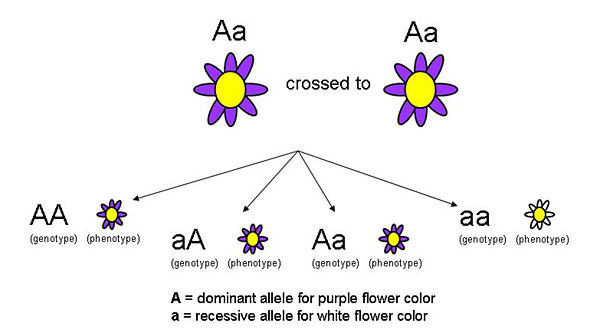 Aa
Aa
crossed to
AA
(genotype) (phenotype)
aA
(genotype) (phenotype)
Aa
(genotype) (phenotype)
aa
(genotype) (phenotype)
A = dominant allele for purple flower color
a = recessive allele for white flower color